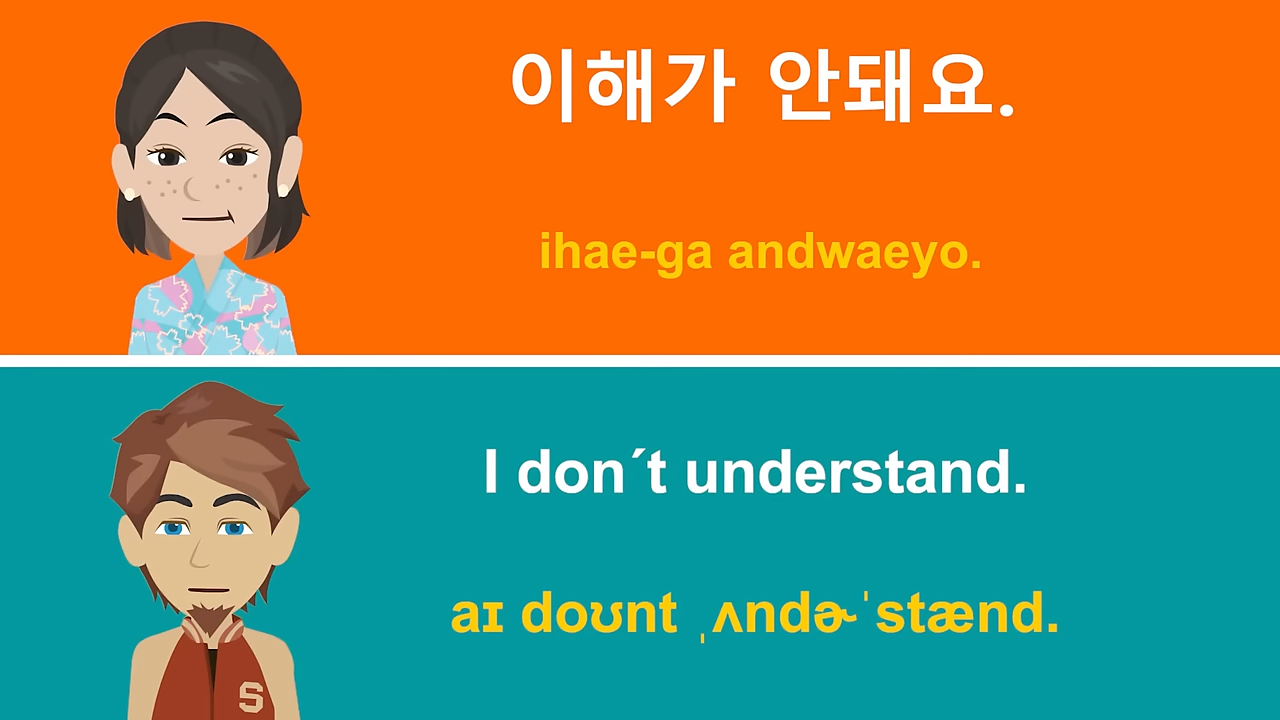 이해가 안돼요.
ihae-ga andwaeyo.
I don´t understand.
aɪ doʊnt ˌʌndɚˈstænd.
S